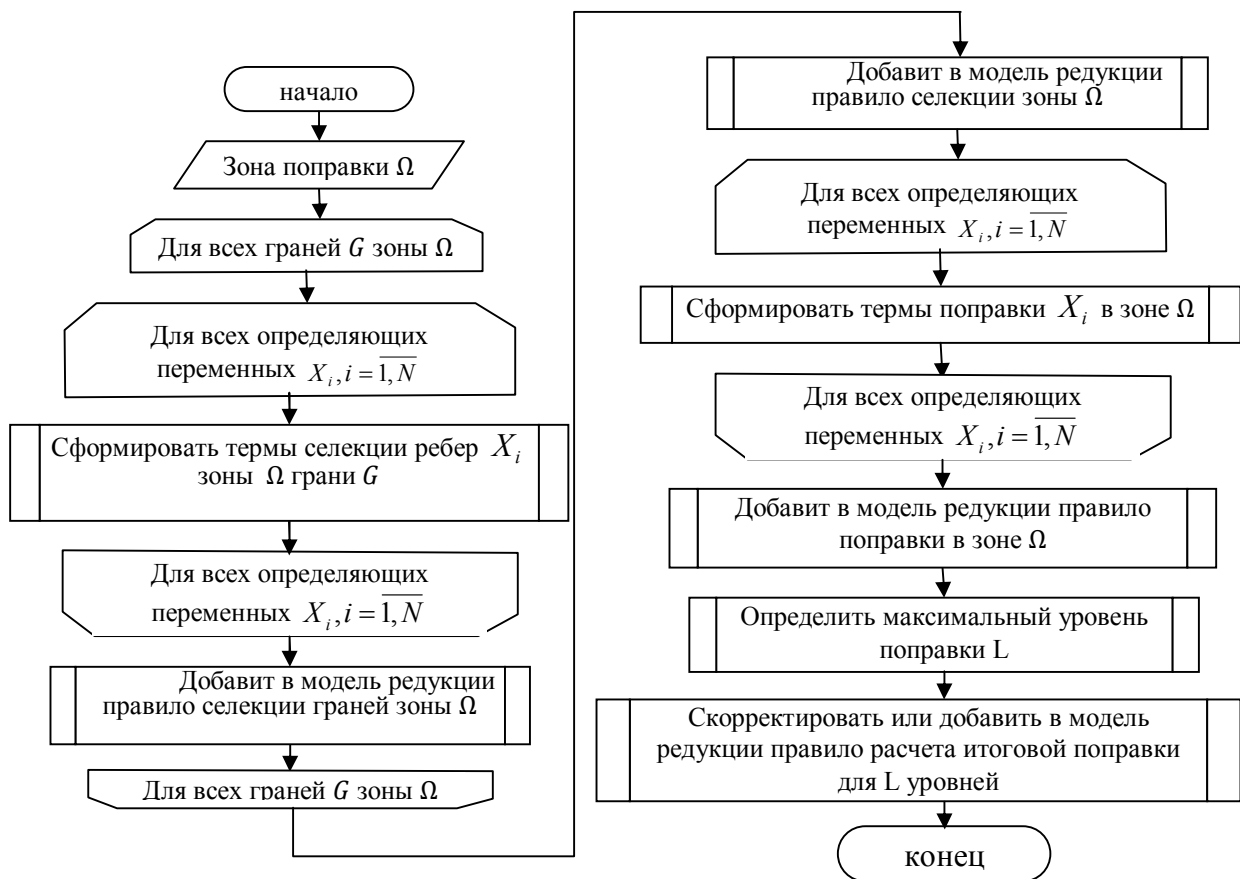 начало
Зона поправки Ω
Для всех граней G зоны Ω
Для всех определяющих
переменных X_i, i = \overline{1, N}
Сформировать термы селекции ребер X_i
зоны Ω грани G
Для всех определяющих
переменных X_i, i = \overline{1, N}
Добавит в модель редукции
правило селекции граней зоны Ω
Для всех граней G зоны Ω
Добавит в модель редукции
правило селекции зоны Ω
Для всех определяющих
переменных X_i, i = \overline{1, N}
Сформировать термы поправки X_i в зоне Ω
Для всех определяющих
переменных X_i, i = \overline{1, N}
Добавит в модель редукции правило
поправки в зоне Ω
Определить максимальный уровень
поправки L
Скорректировать или добавить в модель
редукции правило расчета итоговой поправки
для L уровней
конец